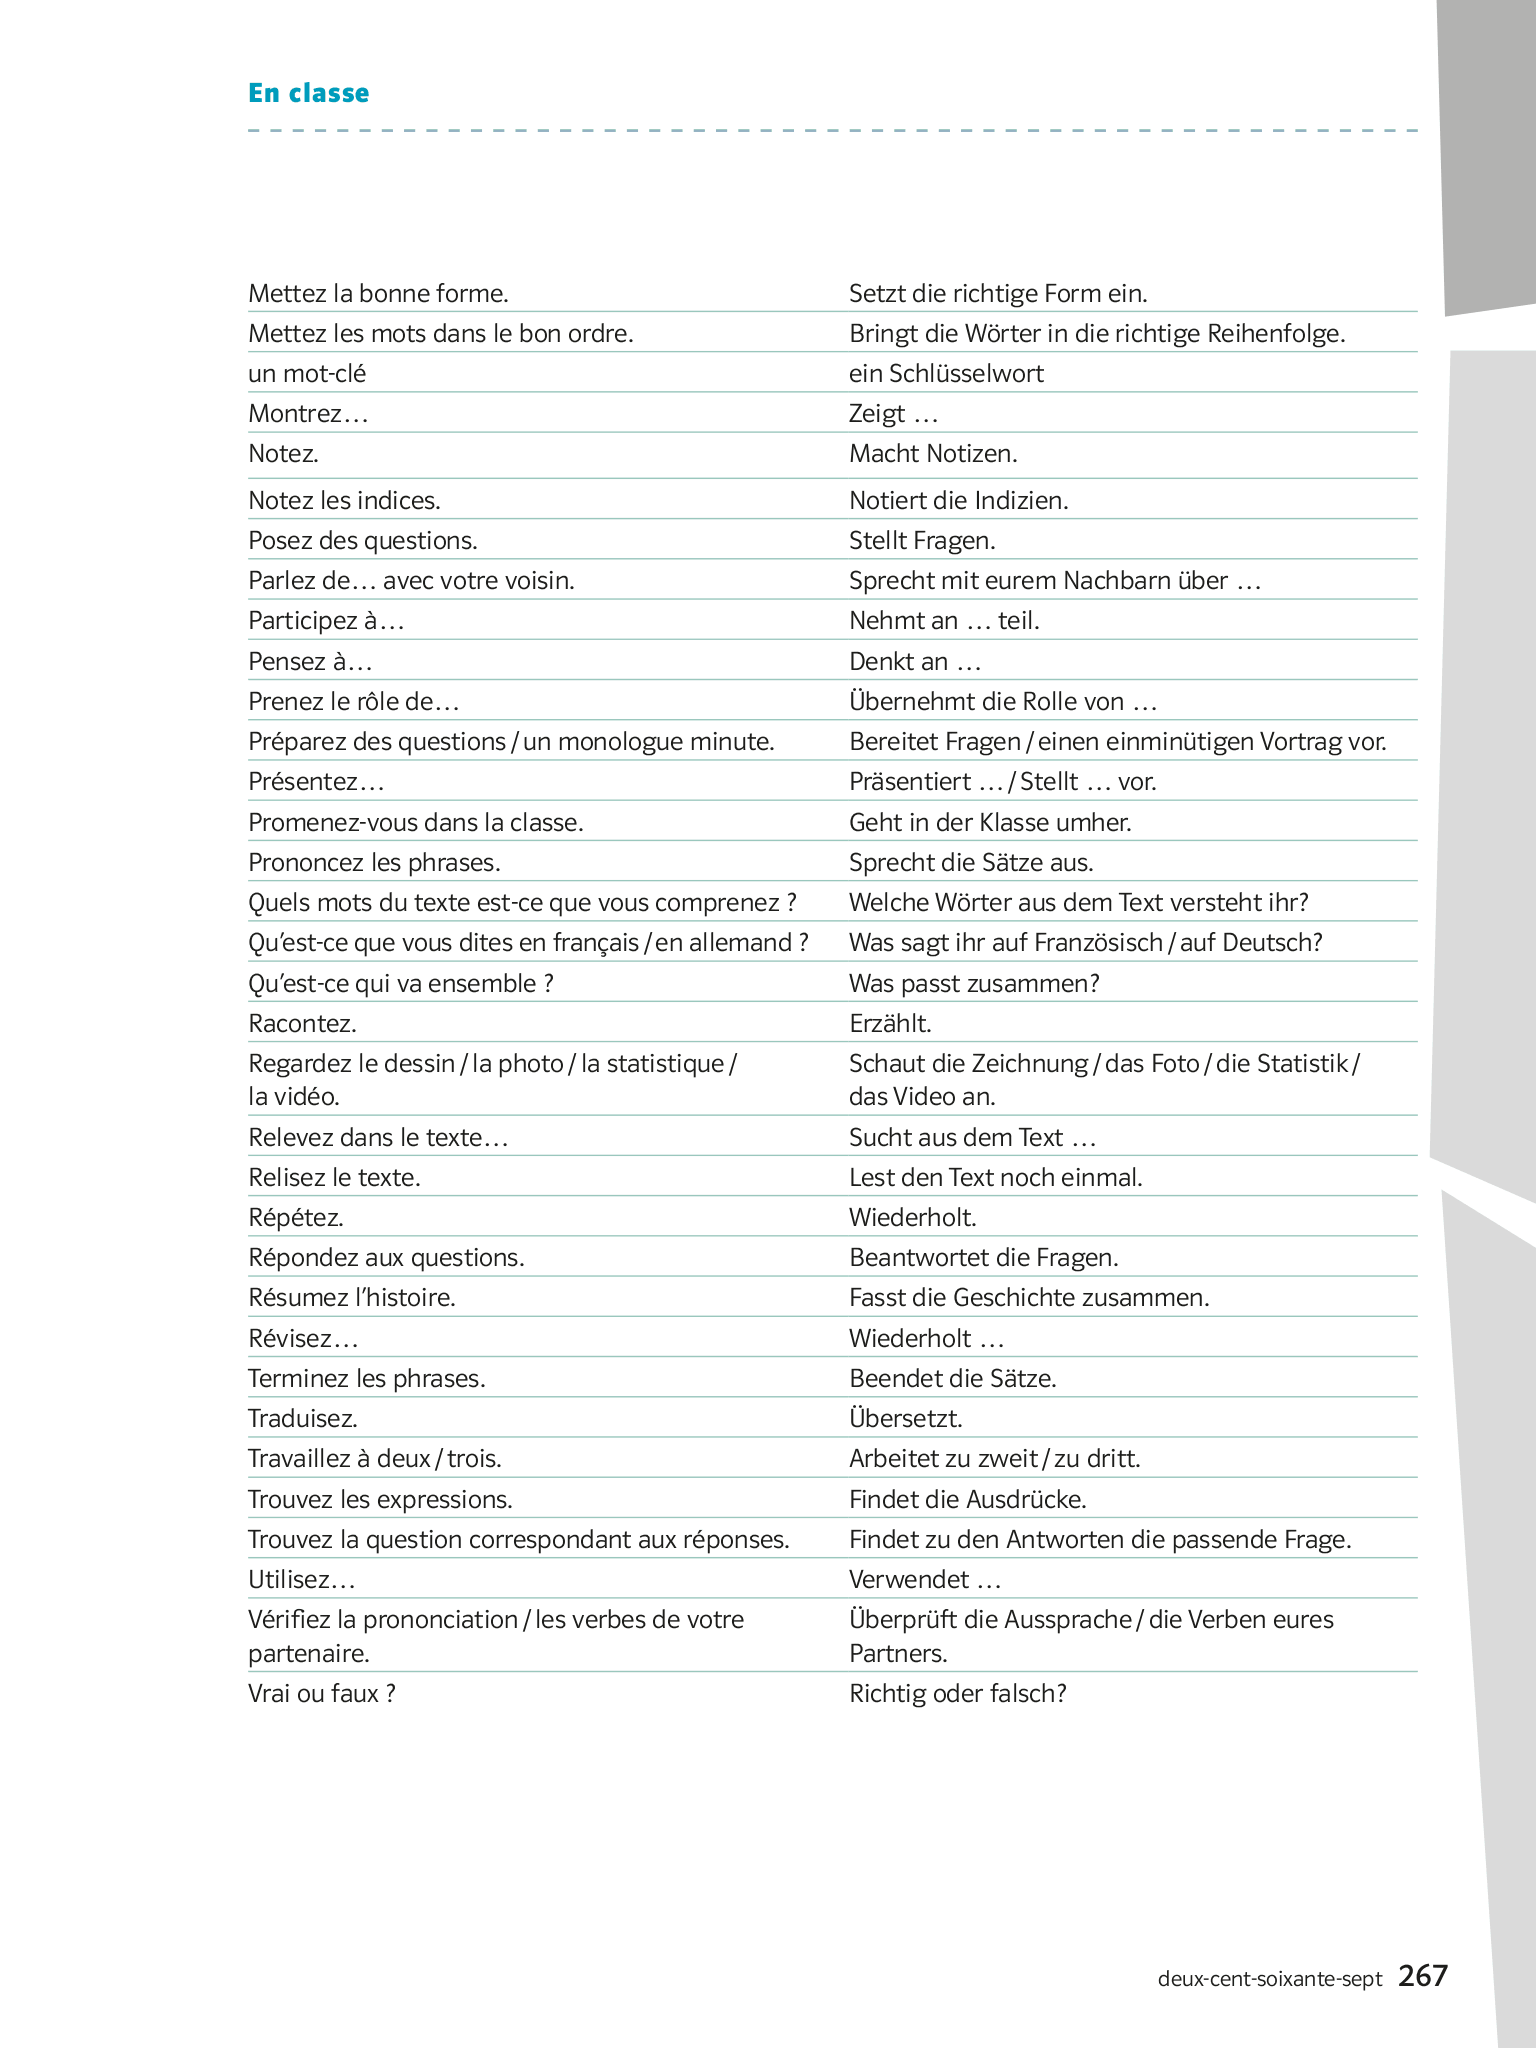 En classe
Mettez la bonne forme. Setzt die richtige Form ein.
Mettez les mots dans le bon ordre. Bringt die Wörter in die richtige Reihenfolge.
un mot-clé ein Schlüsselwort
Montrez… Zeigt …
Notez. Macht Notizen.
Notez les indices. Notiert die Indizien.
Posez des questions. Stellt Fragen.
Parlez de… avec votre voisin. Sprecht mit eurem Nachbarn über …
Participez à… Nehmt an … teil.
Pensez à… Denkt an …
Prenez le rôle de… Übernehmt die Rolle von …
Préparez des questions / un monologue minute. Bereitet Fragen / einen einminütigen Vortrag vor.
Présentez… Präsentiert … / Stellt … vor.
Promenez-vous dans la classe. Geht in der Klasse umher.
Prononcez les phrases. Sprecht die Sätze aus.
Quels mots du texte est-ce que vous comprenez ? Welche Wörter aus dem Text versteht ihr?
Qu’est-ce que vous dites en français / en allemand ? Was sagt ihr auf Französisch / auf Deutsch?
Qu’est-ce qui va ensemble ? Was passt zusammen?
Racontez. Erzählt.
Regardez le dessin / la photo / la statistique / Schaut die Zeichnung / das Foto / die Statistik /
la vidéo. das Video an.
Relevez dans le texte… Sucht aus dem Text …
Relisez le texte. Lest den Text noch einmal.
Répétez. Wiederholt.
Répondez aux questions. Beantwortet die Fragen.
Résumez l’histoire. Fasst die Geschichte zusammen.
Révisez… Wiederholt …
Terminez les phrases. Beendet die Sätze.
Traduisez. Übersetzt.
Travaillez à deux / trois. Arbeitet zu zweit / zu dritt.
Trouvez les expressions. Findet die Ausdrücke.
Trouvez la question correspondant aux réponses. Findet zu den Antworten die passende Frage.
Utilisez… Verwendet …
Vérifiez la prononciation / les verbes de votre Überprüft die Aussprache / die Verben eures
partenaire. Partners.
Vrai ou faux ? Richtig oder falsch?
deux-cent-soixante-sept 267